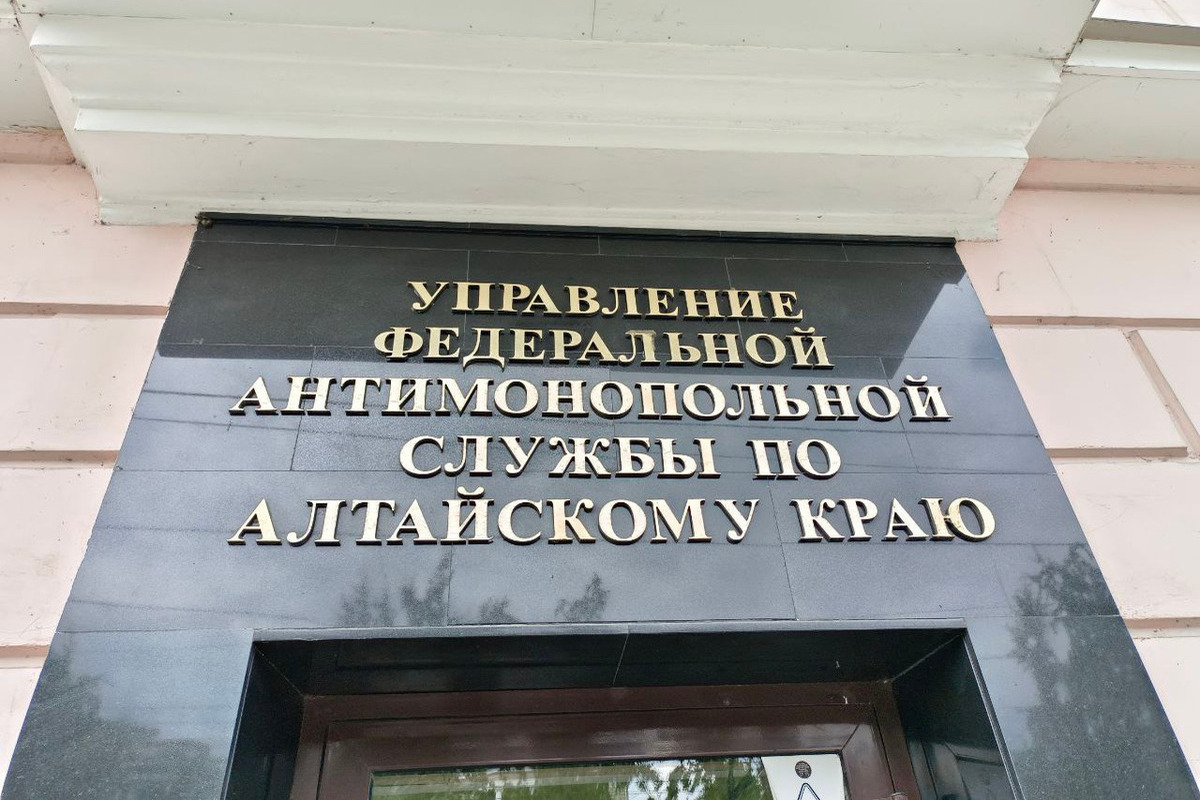 УПРАВЛЕНИЕ
ФЕДЕРАЛЬНОЙ
АНТИМОНОПОЛЬНОЙ
СЛУЖБЫ ПО
АЛТАЙСКОМУ КРАЮ